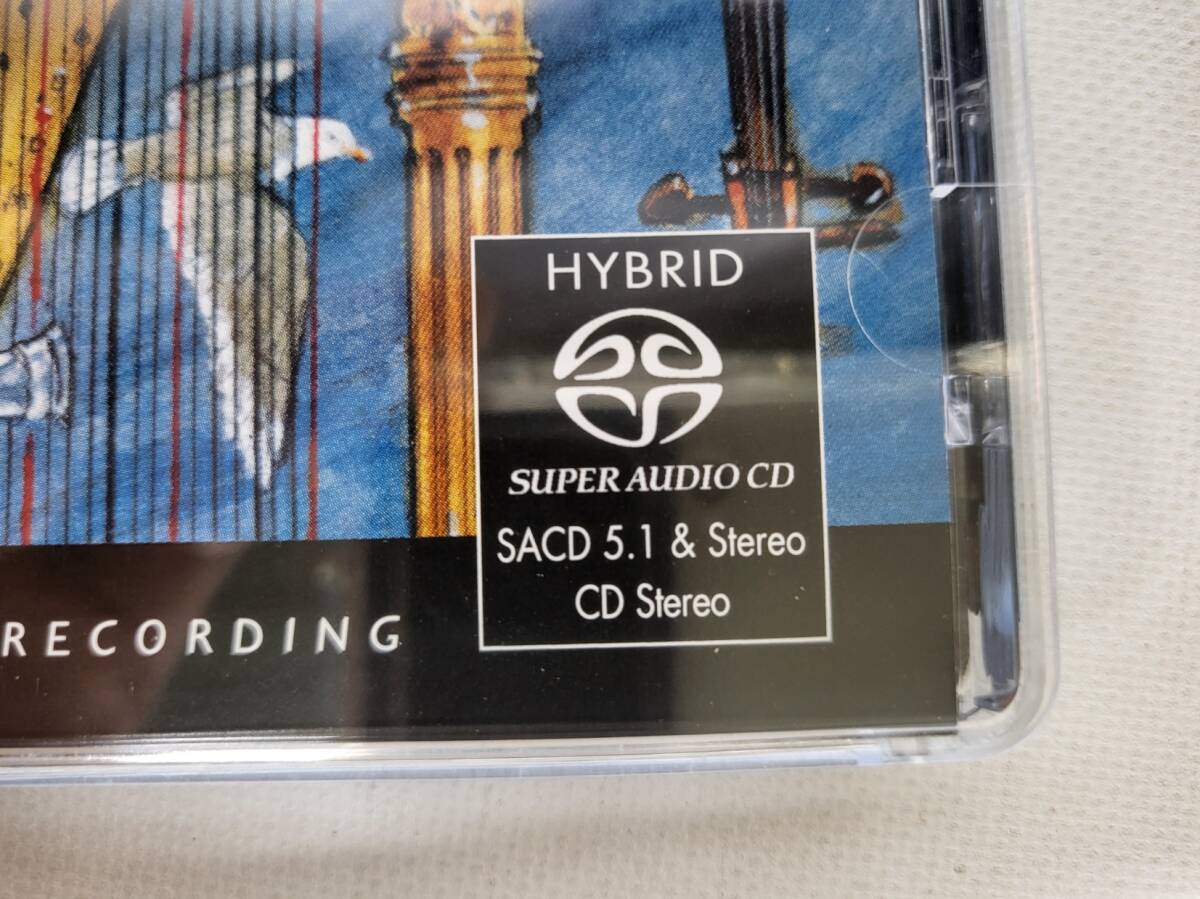 HYBRID
SUPER AUDIO CD
SACD 5.1 & Stereo
CD Stereo
RECORDING